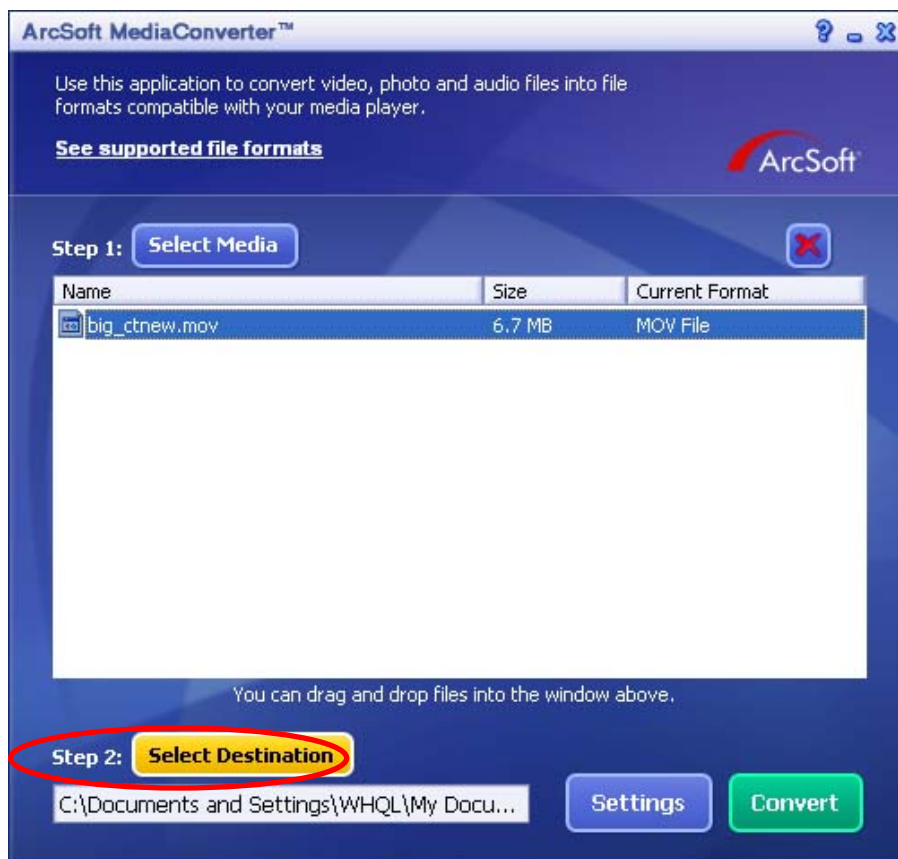 ArcSoft MediaConverter™
Use this application to convert video, photo and audio files into file
formats compatible with your media player.
See supported file formats
ArcSoft
Step 1: Select Media
Name Size Current Format
big_ctnew.mov 6.7 MB MOV File
You can drag and drop files into the window above.
Step 2: Select Destination
C:\Documents and Settings\WHQL\My Docu...
Settings
Convert